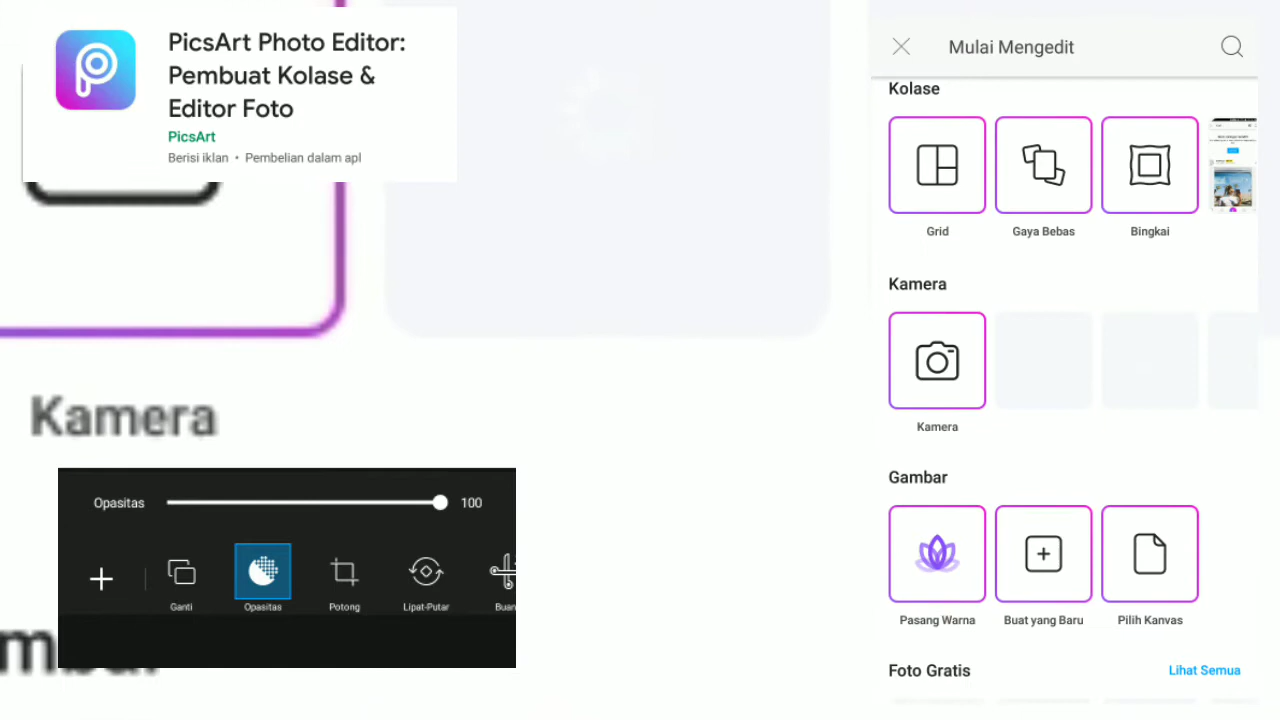 PicsArt Photo Editor:
Pembuat Kolase &
Editor Foto
PicsArt
Berisi iklan • Pembelian dalam apl
Kamera
Opasitas 100
Ganti Opasitas Potong Lipat-Putar
Mulai Mengedit
Kolase
Grid Gaya Bebas Bingkai
Kamera
Kamera
Gambar
Pasang Warna Buat yang Baru Pilih Kanvas
Foto Gratis Lihat Semua